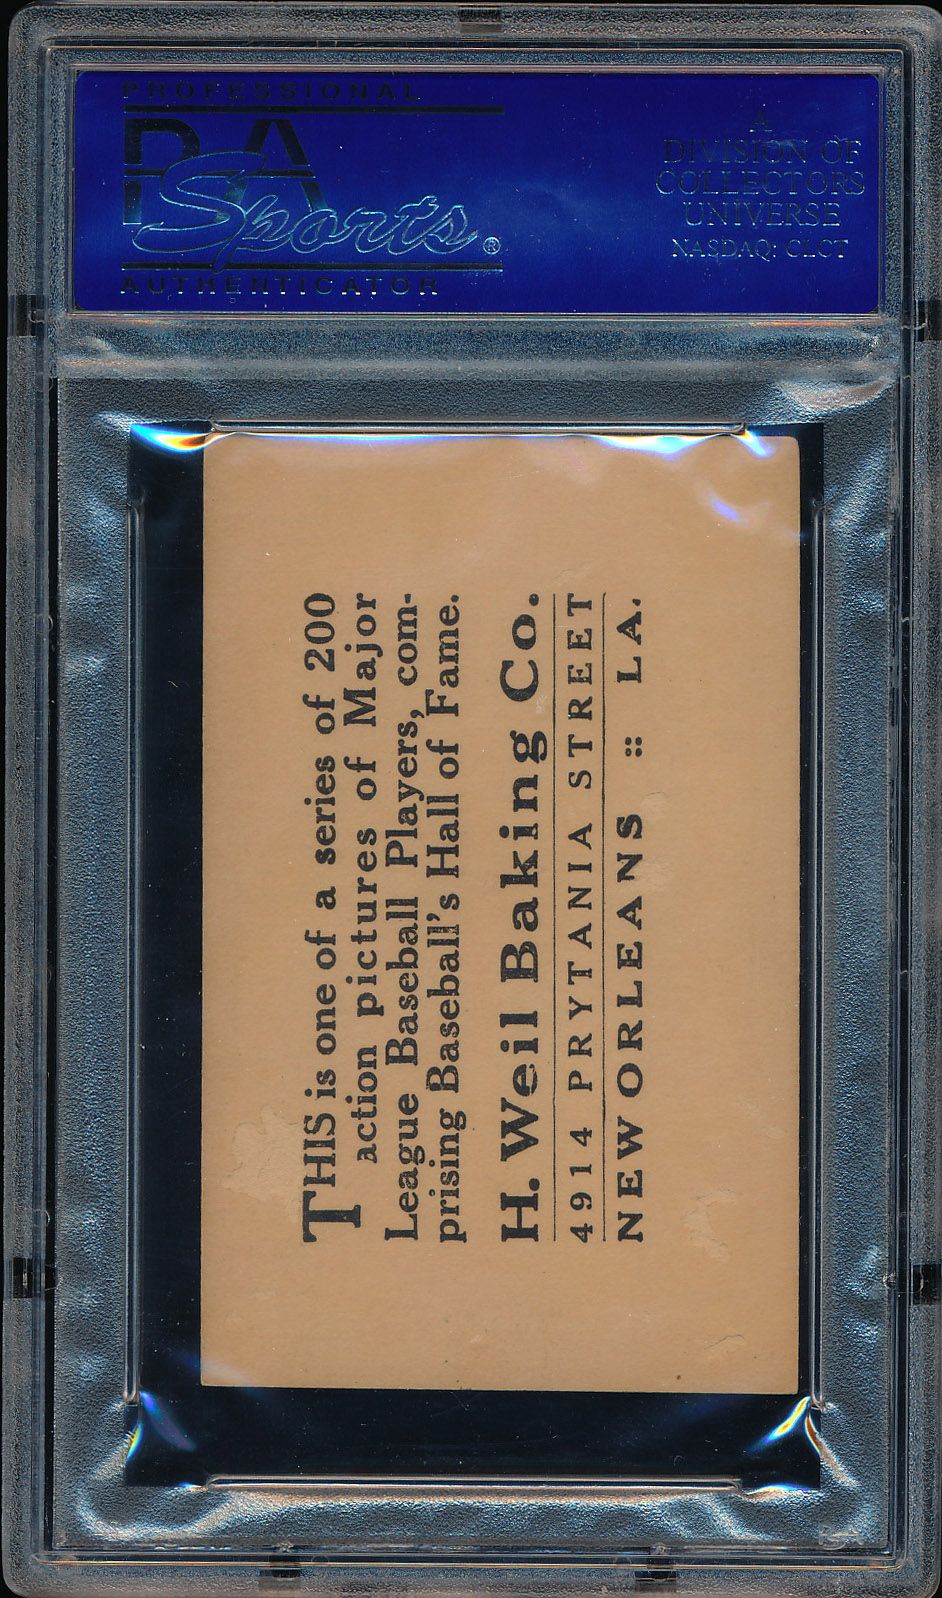 PROFESSIONAL
PSA
Sports®
AUTHENTICATOR
A
DIVISION OF
COLLECTORS
UNIVERSE
NASDAQ: CLCT
THIS is one of a series of 200
action pictures of Major
League Baseball Players, com-
prising Baseball's Hall of Fame.
H. Weil Baking Co.
4914 PRYTANIA STREET
NEW ORLEANS :: LA.